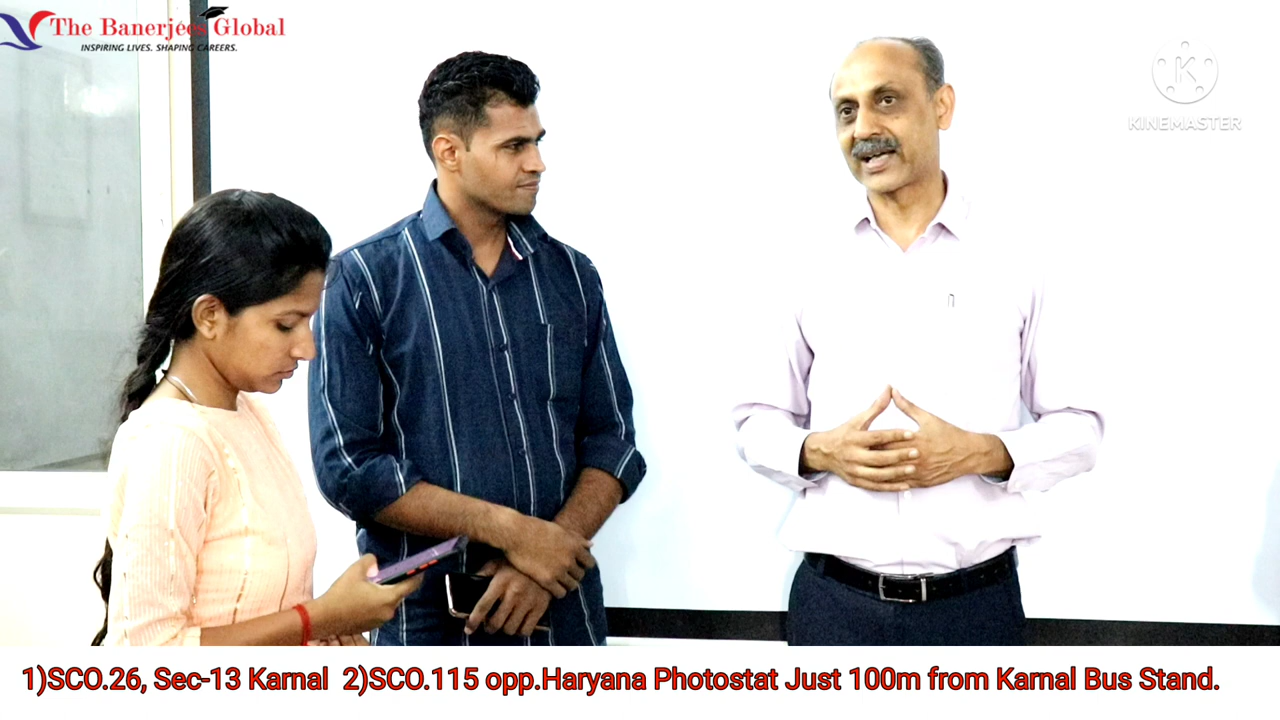 The Banerjees Global
INSPIRING LIVES. SHAPING CAREERS.
K
KINEMASTER
1)SCO.26, Sec-13 Karnal 2)SCO.115 opp.Haryana Photostat Just 100m from Karnal Bus Stand.